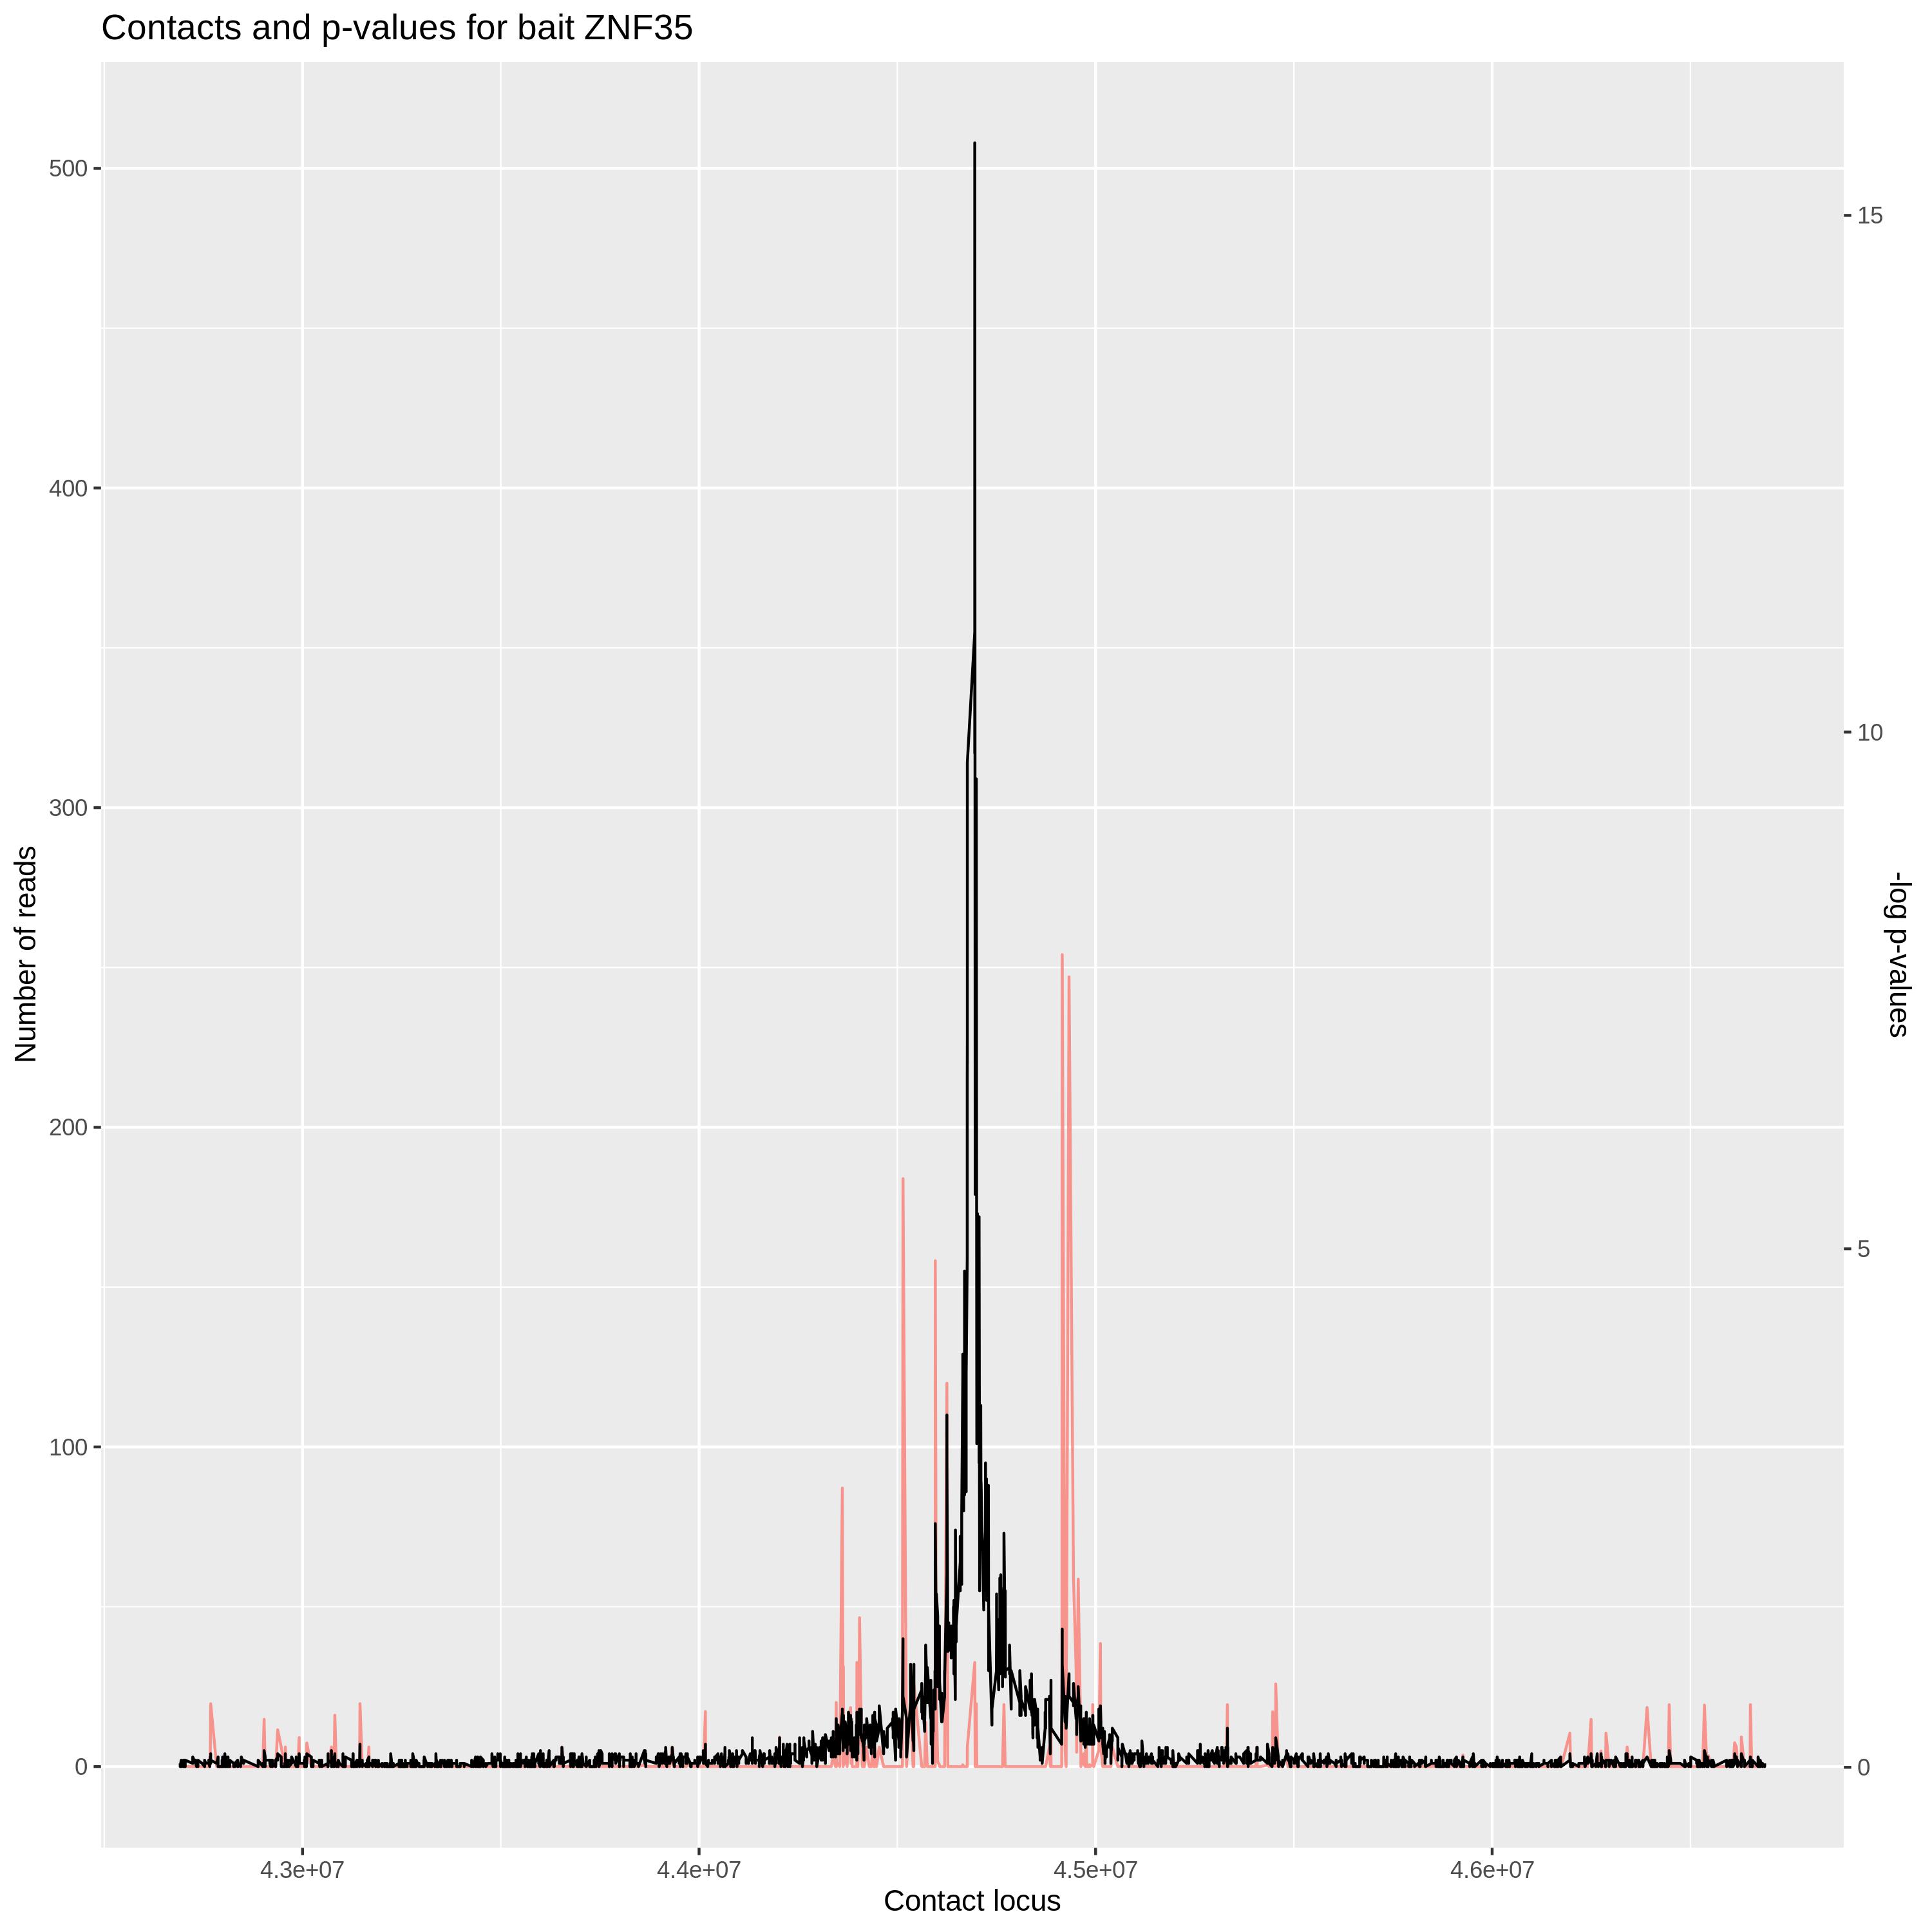 Contacts and p-values for bait ZNF35
500
400
300
200
100
0
Number of reads
15
10
5
0
-log p-values
4.3e+07
4.4e+07
4.5e+07
4.6e+07
Contact locus